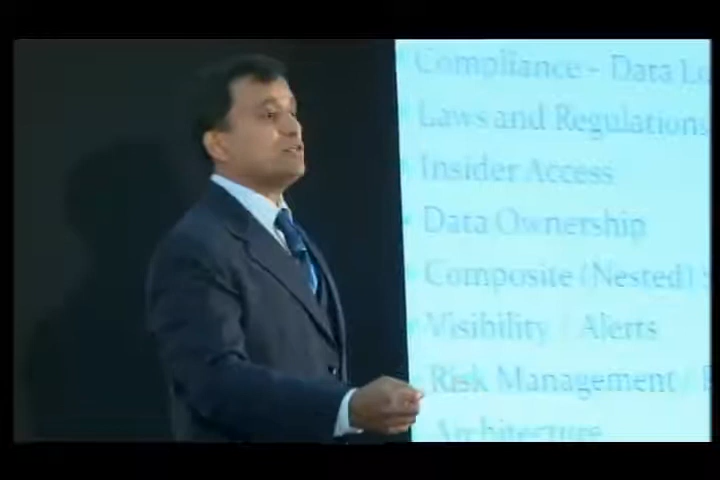 Compliance - Data
Laws and Regulations
Insider Access
Data Ownership
Composite (Nested)
Visibility / Alerts
Risk Management /
Architecture